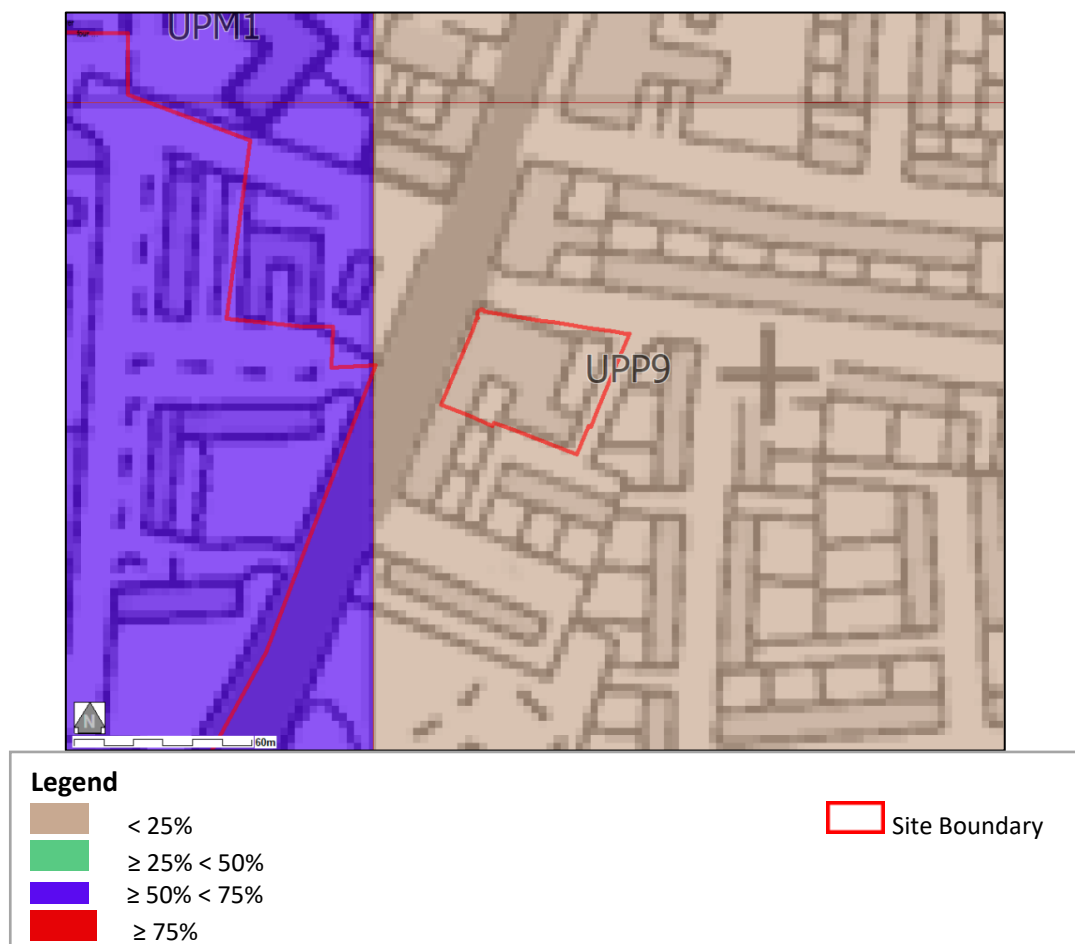 UPM1
UPP9
N
60m
Legend
< 25%
≥ 25% < 50%
≥ 50% < 75%
≥ 75%
Site Boundary